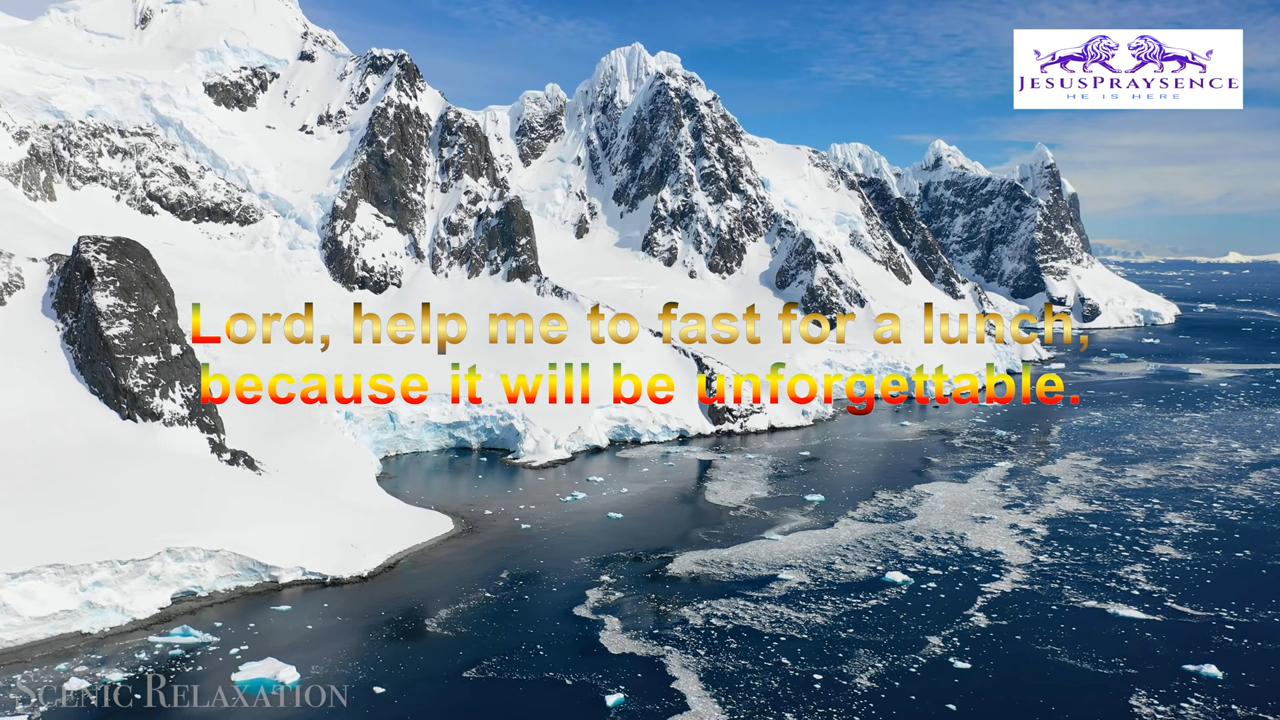 JESUSPRAYSENCE
HE IS HERE
Lord, help me to fast for a lunch,
because it will be unforgettable.
SCENIC RELAXATION